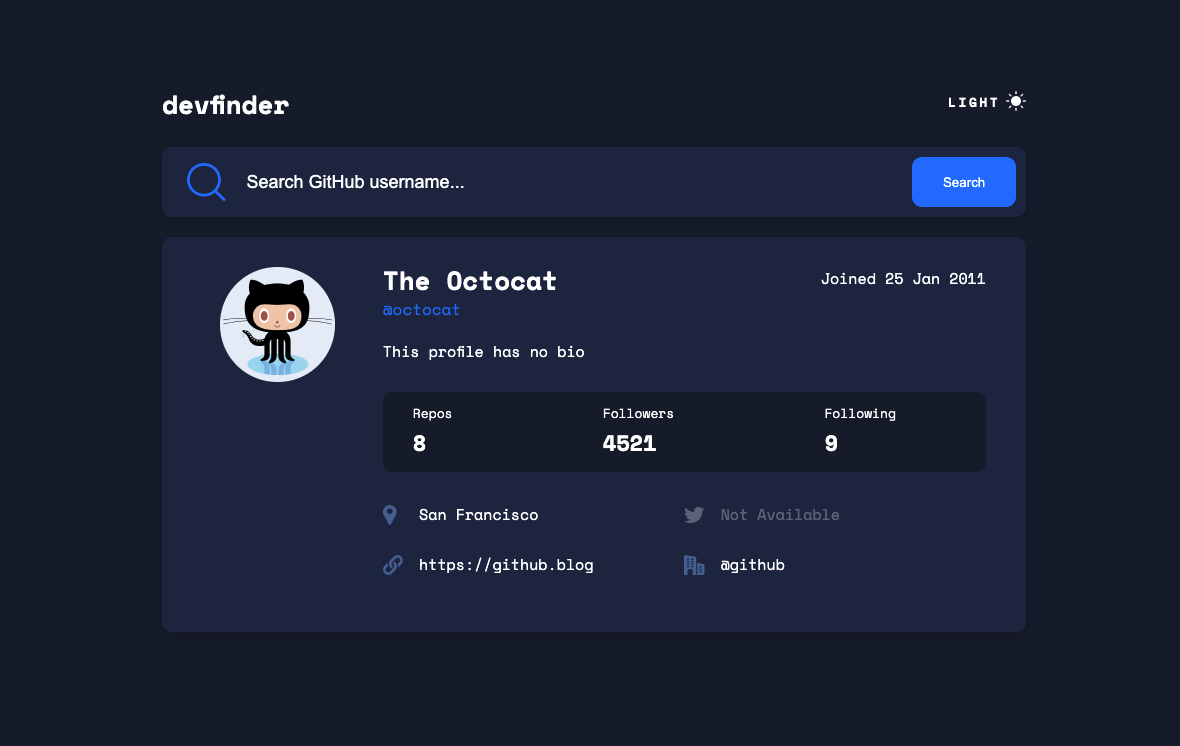 devfinder
LIGHT
Search GitHub username...
Search
The Octocat
Joined 25 Jan 2011
@octocat
This profile has no bio
Repos
Followers
Following
8
4521
9
San Francisco
Not Available
https://github.blog
@github